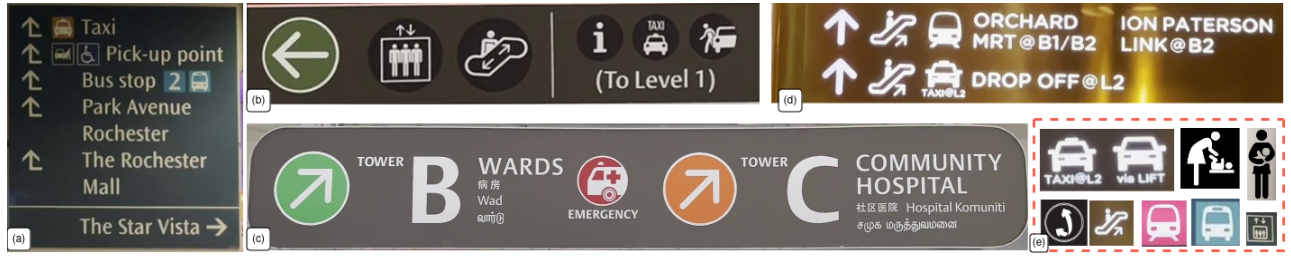 Taxi
Pick-up point
Bus stop 2
Park Avenue
Rochester
The Rochester
Mall
The Star Vista
(a)
TAXI
(To Level 1)
(b)
TOWER B WARDS
病房
Wad
வார்டு
EMERGENCY
TOWER C COMMUNITY
HOSPITAL
社区医院 Hospital Komuniti
சமூக மருத்துவமனை
(c)
ORCHARD
MRT@B1/B2
ION PATERSON
LINK@B2
TAXI@L2
DROP OFF@L2
(d)
TAXI@L2
via LIFT
(e)